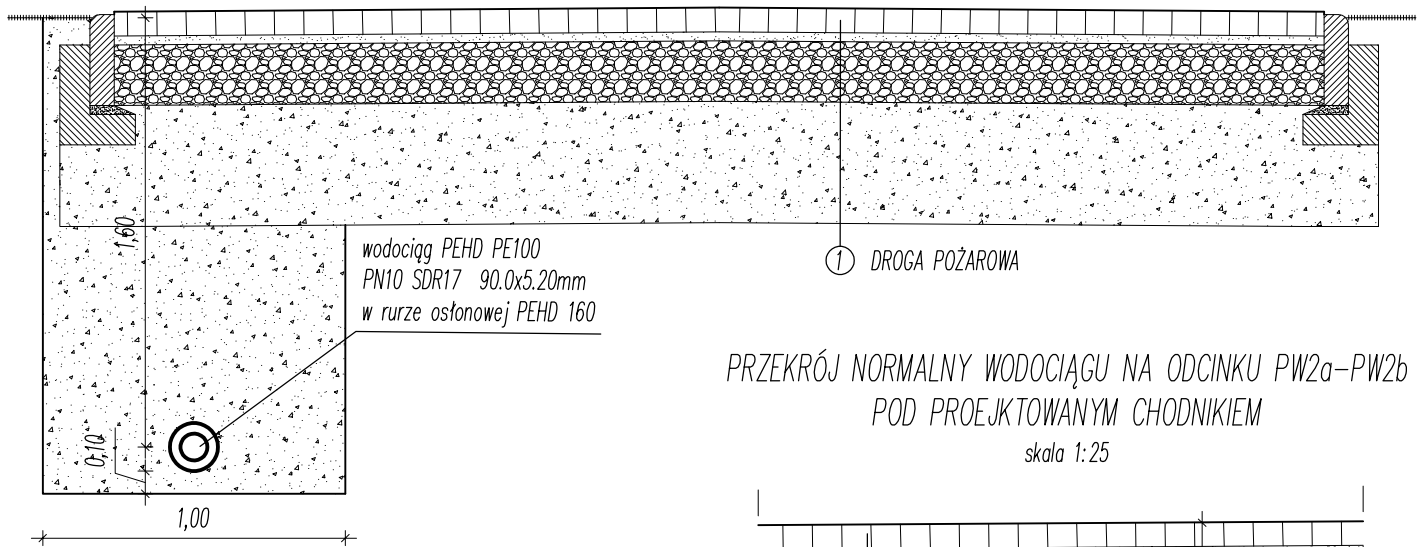 1,60
wodociąg PEHD PE100
PN10 SDR17 90.0x5.20mm
w rurze osłonowej PEHD 160
1 DROGA POŻAROWA
PRZEKRÓJ NORMALNY WODOCIĄGU NA ODCINKU PW2a-PW2b
POD PROEJKTOWANYM CHODNIKIEM
skala 1:25
0,10
1,00